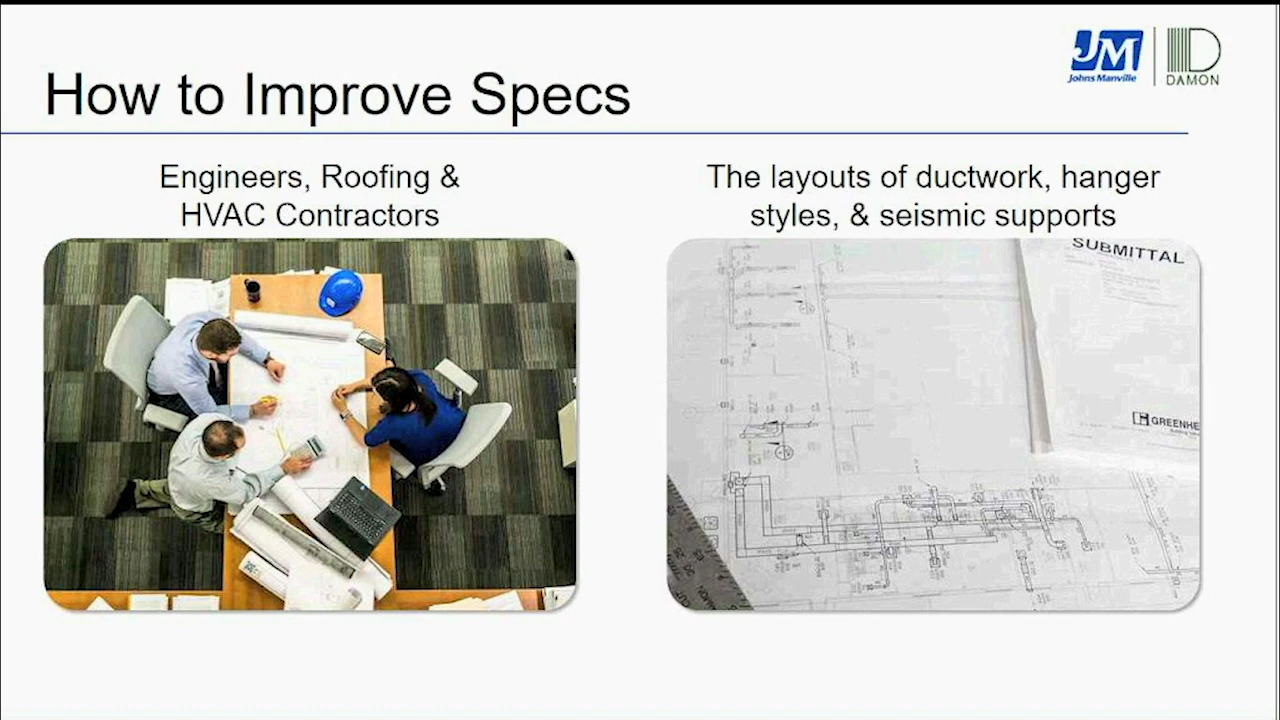 How to Improve Specs
JM
Johns Manville
DAMON
Engineers, Roofing &
HVAC Contractors
The layouts of ductwork, hanger
styles, & seismic supports
SUBMITTAL
GREENHE